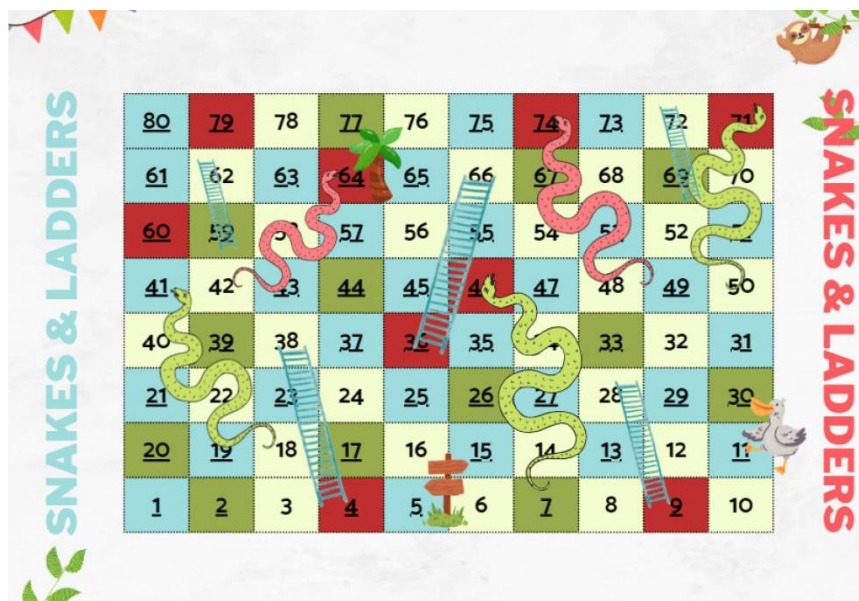 SNAKES & LADDERS
80 79 78 77 76 75 74 73 72 71
61 62 63 64 65 66 67 68 69 70
60 59 58 57 56 55 54 53 52 51
41 42 43 44 45 46 47 48 49 50
40 39 38 37 36 35 34 33 32 31
21 22 23 24 25 26 27 28 29 30
20 19 18 17 16 15 14 13 12 11
1 2 3 4 5 6 7 8 9 10
SNAKES & LADDERS